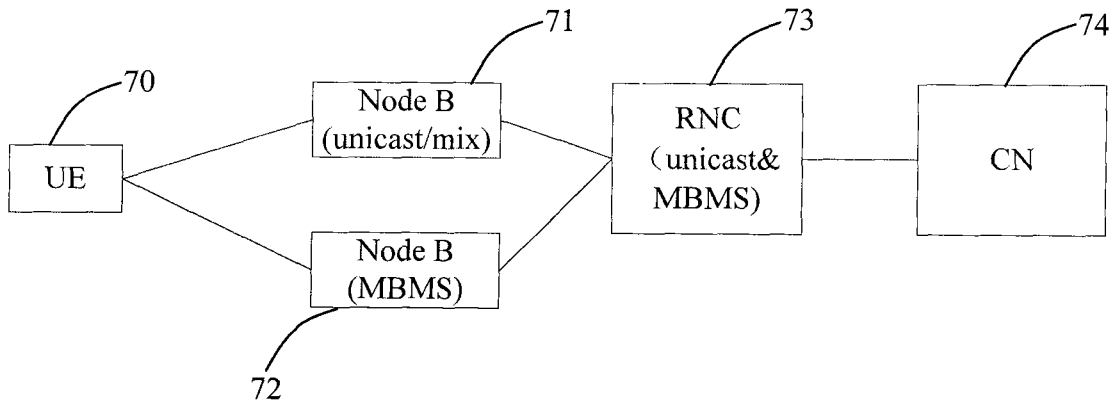 70
71
73
74
UE
Node B
(unicast/mix)
Node B
(MBMS)
RNC
（unicast&
MBMS)
CN
72